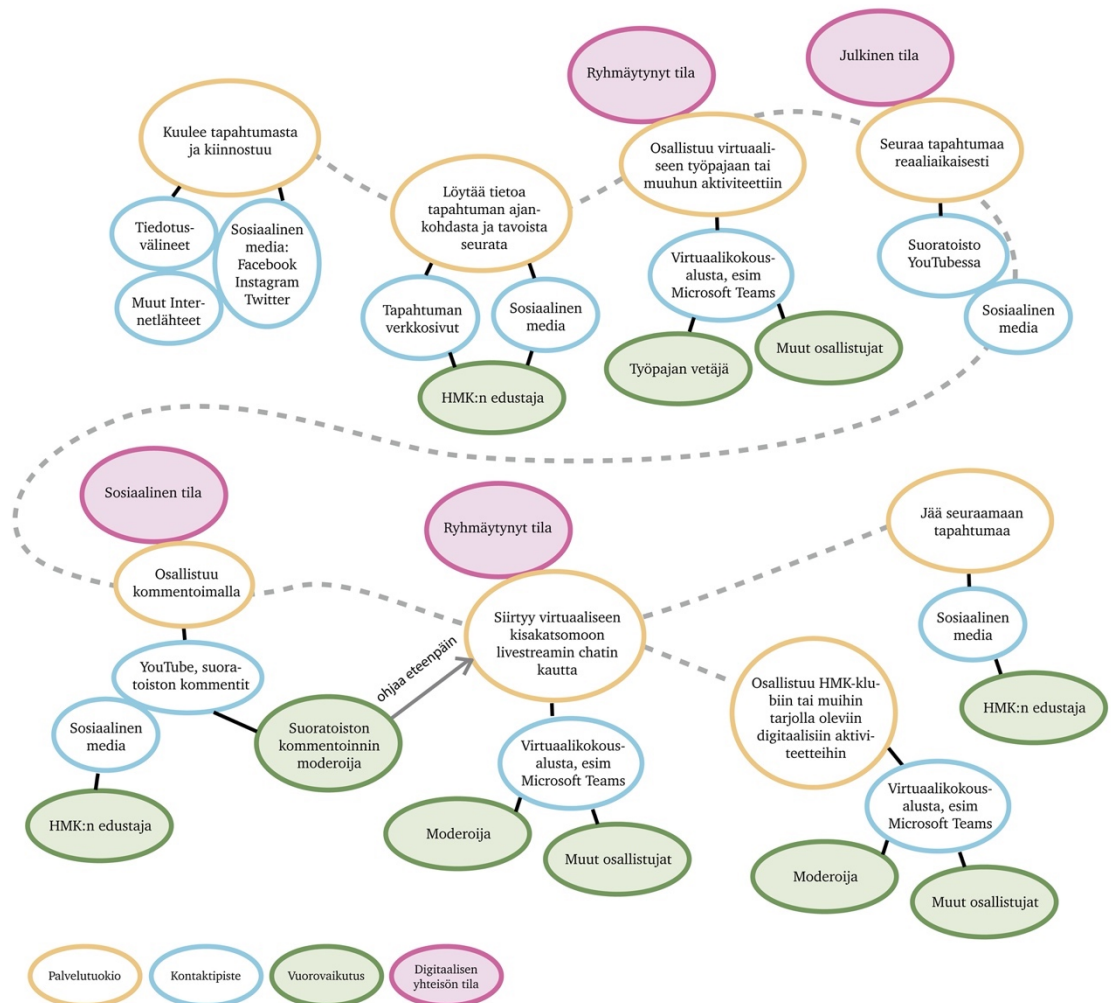 Ryhmäytynyt tila
Julkinen tila
Kuulee tapahtumasta
ja kiinnostuu
Tiedotus-
välineet
Muut Inter-
netlähteet
Sosiaalinen
media:
Facebook
Instagram
Twitter
Löytää tietoa
tapahtuman ajan-
kohdasta ja tavoista
seurata
Tapahtuman
verkkosivut
Sosiaalinen
media
HMK:n edustaja
Osallistuu virtuaali-
seen työpajaan tai
muuhun aktiviteettiin
Virtuaalikokous-
alusta, esim
Microsoft Teams
Työpajan vetäjä
Muut osallistujat
Seuraa tapahtumaa
reaaliaikaisesti
Suoratoisto
YouTubessa
Sosiaalinen
media
Sosiaalinen tila
Osallistuu
kommentoimalla
YouTube, suora-
toiston kommentit
Sosiaalinen
media
HMK:n edustaja
Suoratoiston
kommentoinnin
moderoija
ohjaa eteenpäin
Ryhmäytynyt tila
Siirtyy virtuaaliseen
kisakatsomoon
livestreamin chatin
kautta
Virtuaalikokous-
alusta, esim
Microsoft Teams
Moderoija
Muut osallistujat
Jää seuraamaan
tapahtumaa
Sosiaalinen
media
HMK:n edustaja
Osallistuu HMK-klu-
biin tai muihin
tarjolla oleviin
digitaalisiin aktivi-
teetteihin
Virtuaalikokous-
alusta, esim
Microsoft Teams
Moderoija
Muut osallistujat
Palvelutuokio
Kontaktipiste
Vuorovaikutus
Digitaalisen
yhteisön tila